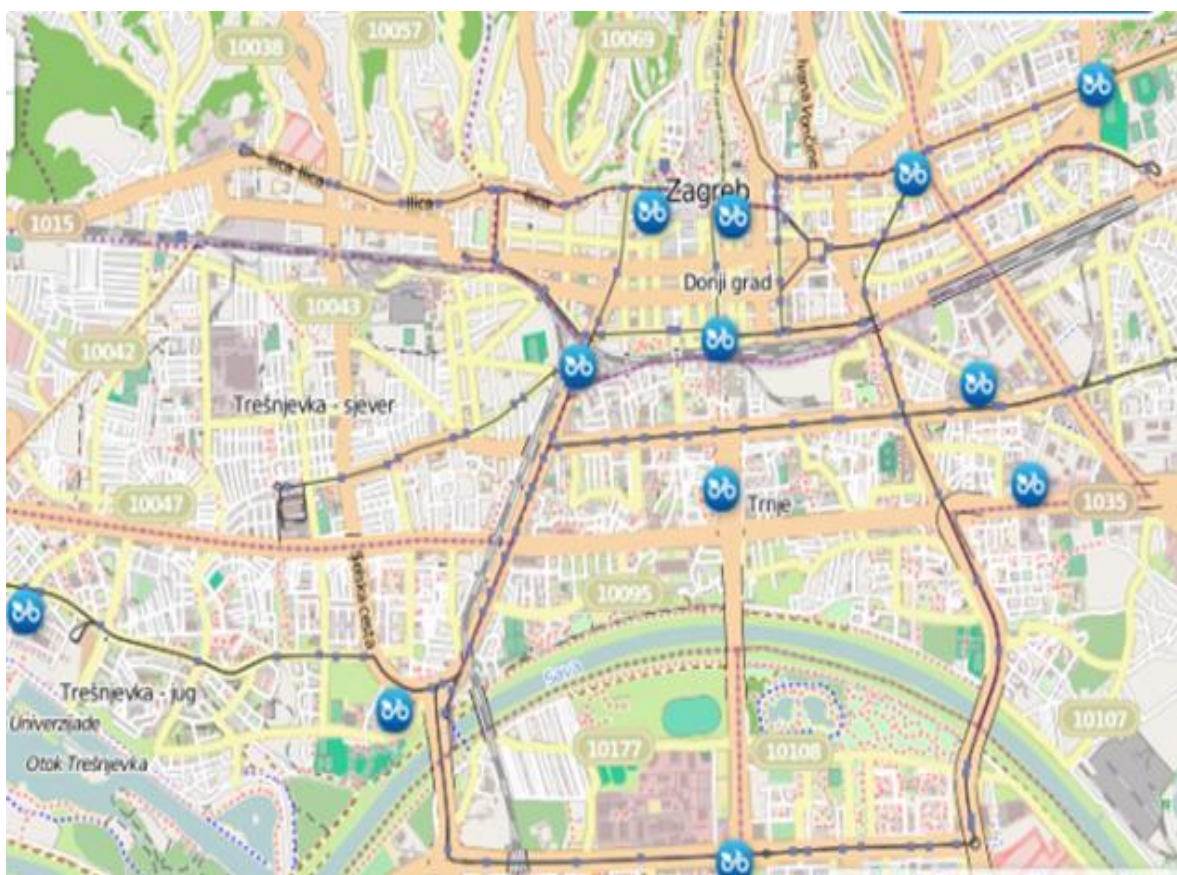 10038
10057
10069
Ilica
Ilica
Ilica
Ilica
Zagreb
1015
Donji grad
10043
10042
Trešnjevka - sjever
10047
Trnje
1035
10095
Sava
Trešnjevka - jug
Univerzijade
Otok Trešnjevka
10177
10108
10107